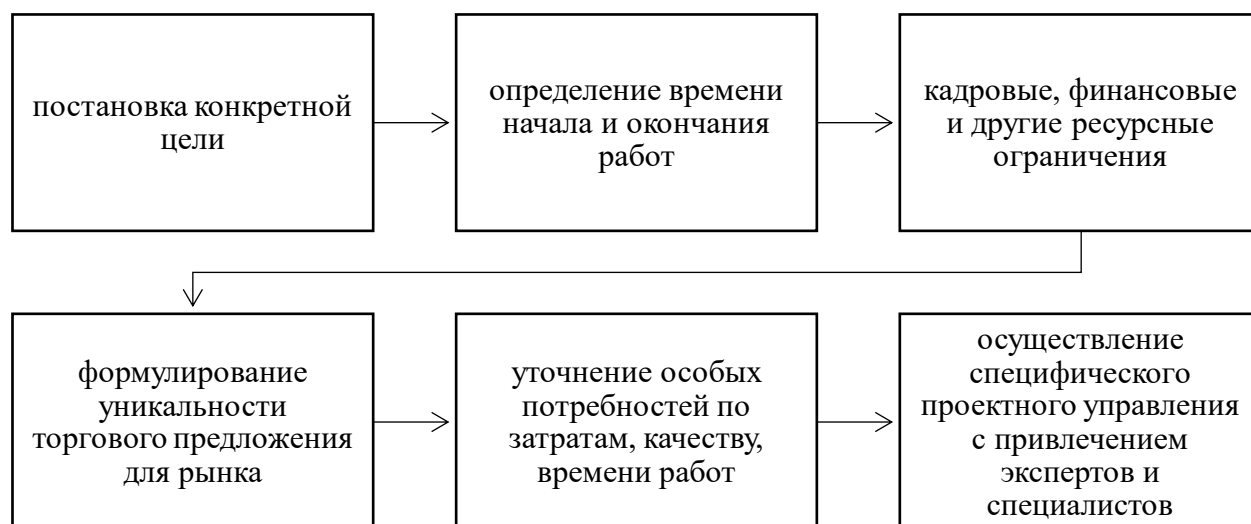 постановка конкретной
цели
определение времени
начала и окончания
работ
кадровые, финансовые
и другие ресурсные
ограничения
формулирование
уникальности
торгового предложения
для рынка
уточнение особых
потребностей по
затратам, качеству,
времени работ
осуществление
специфического
проектного управления
с привлечением
экспертов и
специалистов